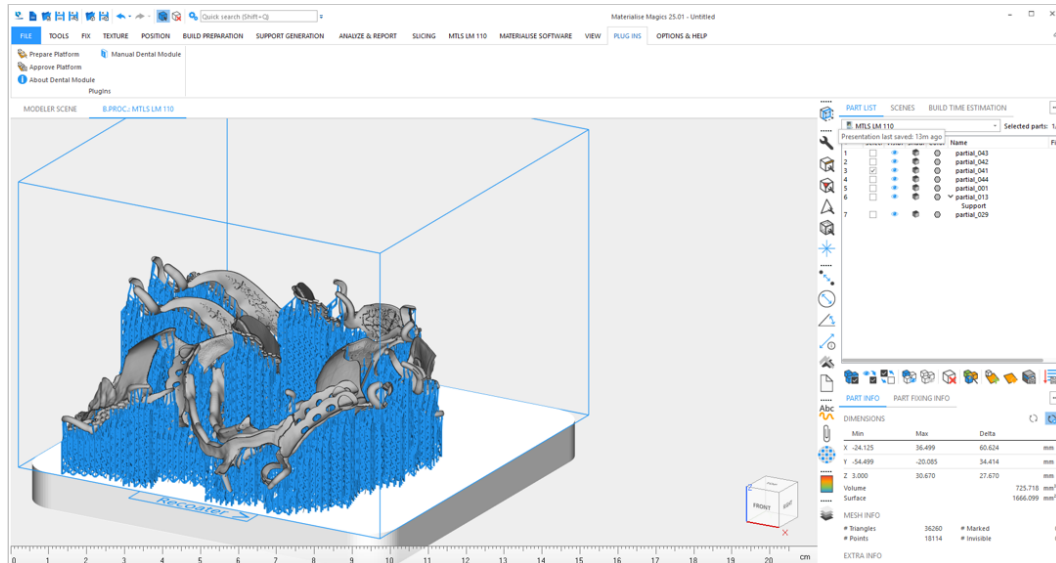 Quick search (Shift+Q)
Materialise Magics 25.01 - Untitled
FILE TOOLS FIX TEXTURE POSITION BUILD PREPARATION SUPPORT GENERATION ANALYZE & REPORT SLICING MTLS LM 110 MATERIALISE SOFTWARE VIEW PLUG INS OPTIONS & HELP
Prepare Platform Manual Dental Module
Approve Platform
About Dental Module
Plugins
MODELER SCENE B-PROC.: MTLS LM 110
PART LIST SCENES BUILD TIME ESTIMATION
MTLS LM 110 Selected parts: 1/
Presentation last saved: 13m ago
Name
1 partial_043
2 partial_042
3 partial_041
4 partial_044
5 partial_001
6 partial_013
Support
7 partial_029
Abc
PART INFO PART FIXING INFO
DIMENSIONS
Min Max Delta
X -24.125 36.499 60.624 mm
Y -54.499 -20.085 34.414 mm
Z 3.000 30.670 27.670 mm
Volume 725.718 mm³
Surface 1666.099 mm²
MESH INFO
# Triangles 36260 # Marked
# Points 18114 # Invisible
EXTRA INFO
Recoater
Z
FRONT RIGHT
X
0 1 2 3 4 5 6 7 8 9 10 11 12 13 14 15 16 17 18 19 20 cm